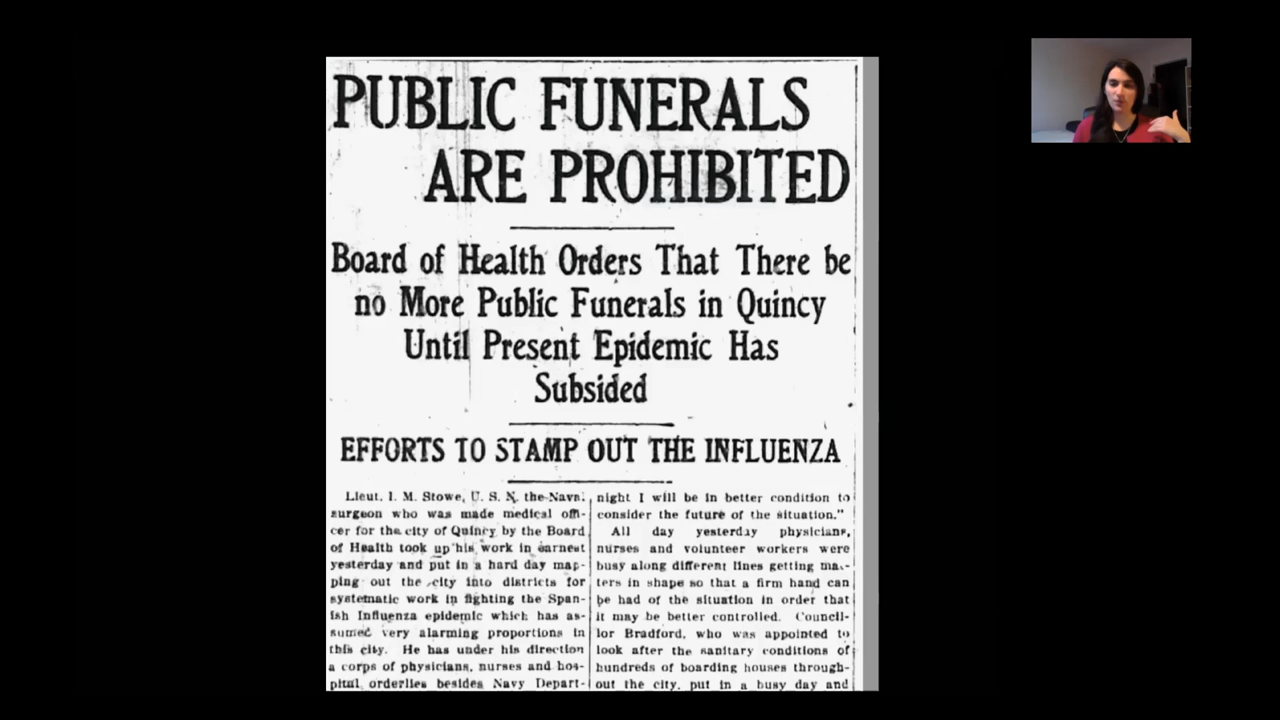 PUBLIC FUNERALS
ARE PROHIBITED
Board of Health Orders That There be
no More Public Funerals in Quincy
Until Present Epidemic Has
Subsided
EFFORTS TO STAMP OUT THE INFLUENZA
Lieut. I. M. Stowe, U. S. N. the Naval
surgeon who was made medical offi-
cer for the city of Quincy by the Board
of Health took up his work in earnest
yesterday and put in a hard day map-
ping out the city into districts for
systematic work in fighting the Span-
ish Influenza epidemic which has as-
sumed very alarming proportions in
this city. He has under his direction
a corps of physicians, nurses and hos-
pital orderlies besides Navy Depart-
night I will be in better condition to
consider the future of the situation."
All day yesterday physicians,
nurses and volunteer workers were
busy along different lines getting mat-
ters in shape so that a firm hand can
be had of the situation in order that
it may be better controlled. Council-
lor Bradford, who was appointed to
look after the sanitary conditions of
hundreds of boarding houses through-
out the city, put in a busy day and